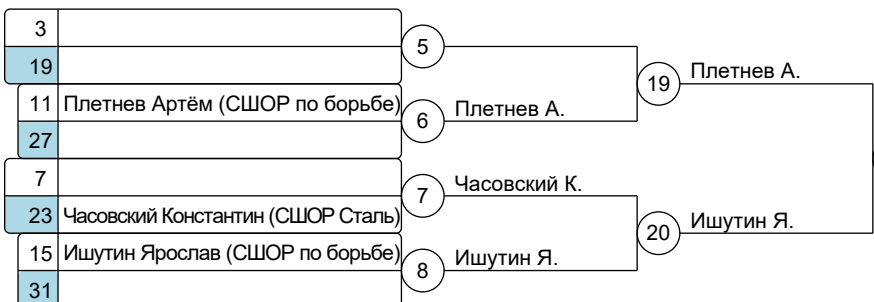 3
19
11 Плетнев Артём (СШОР по борьбе)
27
7
23 Часовский Константин (СШОР Сталь)
15 Ишутин Ярослав (СШОР по борьбе)
31
5
6
7
8
Плетнев А.
Часовский К.
Ишутин Я.
19
20
Плетнев А.
Ишутин Я.